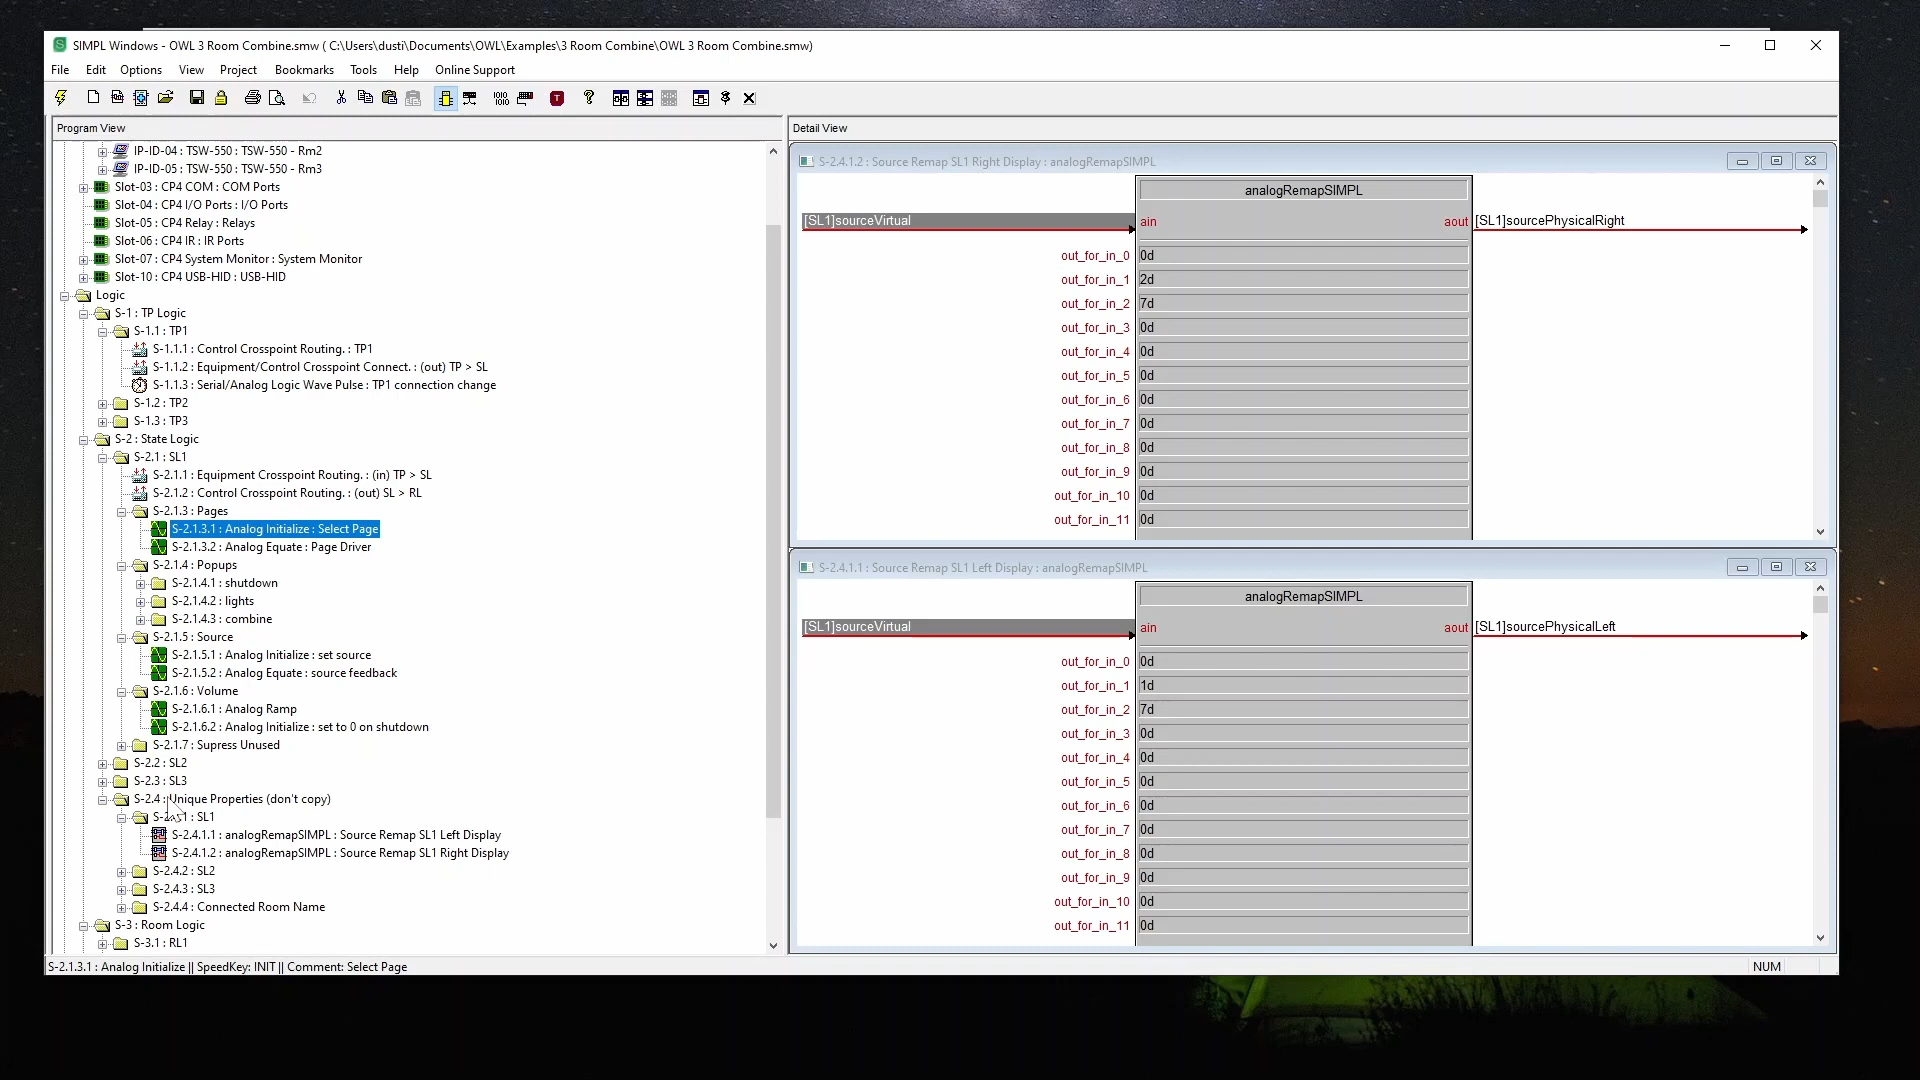 SIMPL Windows - OWL 3 Room Combine.smw ( C:\Users\dusti\Documents\OWL\Examples\3 Room Combine\OWL 3 Room Combine.smw)
File Edit Options View Project Bookmarks Tools Help Online Support
Program View
IP-ID-04 : TSW-550 : TSW-550 - Rm2
IP-ID-05 : TSW-550 : TSW-550 - Rm3
Slot-03 : CP4 COM : COM Ports
Slot-04 : CP4 I/O Ports : I/O Ports
Slot-05 : CP4 Relay : Relays
Slot-06 : CP4 IR : IR Ports
Slot-07 : CP4 System Monitor : System Monitor
Slot-10 : CP4 USB-HID : USB-HID
Logic
S-1 : TP Logic
S-1.1 : TP1
S-1.1.1 : Control Crosspoint Routing. : TP1
S-1.1.2 : Equipment/Control Crosspoint Connect. : (out) TP > SL
S-1.1.3 : Serial/Analog Logic Wave Pulse : TP1 connection change
S-1.2 : TP2
S-1.3 : TP3
S-2 : State Logic
S-2.1 : SL1
S-2.1.1 : Equipment Crosspoint Routing. : (in) TP > SL
S-2.1.2 : Control Crosspoint Routing. : (out) SL > RL
S-2.1.3 : Pages
S-2.1.3.1 : Analog Initialize : Select Page
S-2.1.3.2 : Analog Equate : Page Driver
S-2.1.4 : Popups
S-2.1.4.1 : shutdown
S-2.1.4.2 : lights
S-2.1.4.3 : combine
S-2.1.5 : Source
S-2.1.5.1 : Analog Initialize : set source
S-2.1.5.2 : Analog Equate : source feedback
S-2.1.6 : Volume
S-2.1.6.1 : Analog Ramp
S-2.1.6.2 : Analog Initialize : set to 0 on shutdown
S-2.1.7 : Supress Unused
S-2.2 : SL2
S-2.3 : SL3
S-2.4 : Unique Properties (don't copy)
S-2.4.1 : SL1
S-2.4.1.1 : analogRemapSIMPL : Source Remap SL1 Left Display
S-2.4.1.2 : analogRemapSIMPL : Source Remap SL1 Right Display
S-2.4.2 : SL2
S-2.4.3 : SL3
S-2.4.4 : Connected Room Name
S-3 : Room Logic
S-3.1 : RL1
Detail View
S-2.4.1.2 : Source Remap SL1 Right Display : analogRemapSIMPL
analogRemapSIMPL
[SL1]sourceVirtual ain aout [SL1]sourcePhysicalRight
out_for_in_0 0d
out_for_in_1 2d
out_for_in_2 7d
out_for_in_3 0d
out_for_in_4 0d
out_for_in_5 0d
out_for_in_6 0d
out_for_in_7 0d
out_for_in_8 0d
out_for_in_9 0d
out_for_in_10 0d
out_for_in_11 0d
S-2.4.1.1 : Source Remap SL1 Left Display : analogRemapSIMPL
analogRemapSIMPL
[SL1]sourceVirtual ain aout [SL1]sourcePhysicalLeft
out_for_in_0 0d
out_for_in_1 1d
out_for_in_2 7d
out_for_in_3 0d
out_for_in_4 0d
out_for_in_5 0d
out_for_in_6 0d
out_for_in_7 0d
out_for_in_8 0d
out_for_in_9 0d
out_for_in_10 0d
out_for_in_11 0d
S-2.1.3.1 : Analog Initialize || SpeedKey: INIT || Comment: Select Page
NUM